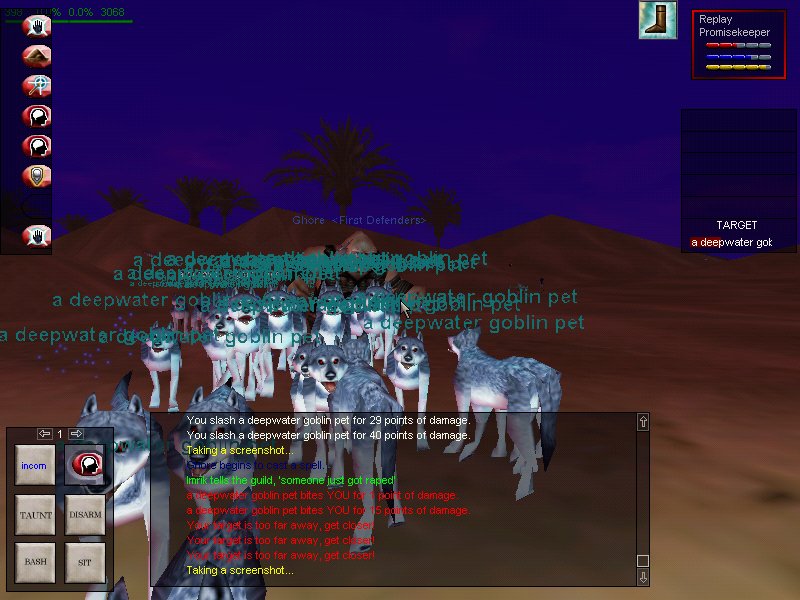 0.0% 3068
Replay
Promisekeeper
Ghore <First Defenders>
TARGET
a deepwater gob
a deepwater goblin pet
a deepwater goblin pet
a deepwater goblin pet
1
incom
TAUNT
DISARM
BASH
SIT
You slash a deepwater goblin pet for 29 points of damage.
You slash a deepwater goblin pet for 40 points of damage.
Taking a screenshot...
Ghore begins to cast a spell.
Imrik tells the guild, 'someone just got raped'
a deepwater goblin pet bites YOU for 1 point of damage.
a deepwater goblin pet bites YOU for 15 points of damage.
Your target is too far away, get closer!
Your target is too far away, get closer!
Your target is too far away, get closer!
Taking a screenshot...